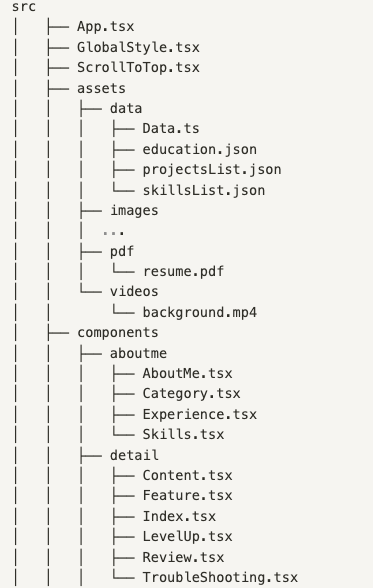 src
│   ├── App.tsx
│   ├── GlobalStyle.tsx
│   ├── ScrollToTop.tsx
│   ├── assets
│   │   ├── data
│   │   │   ├── Data.ts
│   │   │   ├── education.json
│   │   │   ├── projectsList.json
│   │   │   └── skillsList.json
│   │   ├── images
│   │   │  ...
│   │   ├── pdf
│   │   │   └── resume.pdf
│   │   └── videos
│   │       └── background.mp4
│   ├── components
│   │   ├── aboutme
│   │   │   ├── AboutMe.tsx
│   │   │   ├── Category.tsx
│   │   │   ├── Experience.tsx
│   │   │   └── Skills.tsx
│   │   ├── detail
│   │   │   ├── Content.tsx
│   │   │   ├── Feature.tsx
│   │   │   ├── Index.tsx
│   │   │   ├── LevelUp.tsx
│   │   │   ├── Review.tsx
│   │   │   └── TroubleShooting.tsx